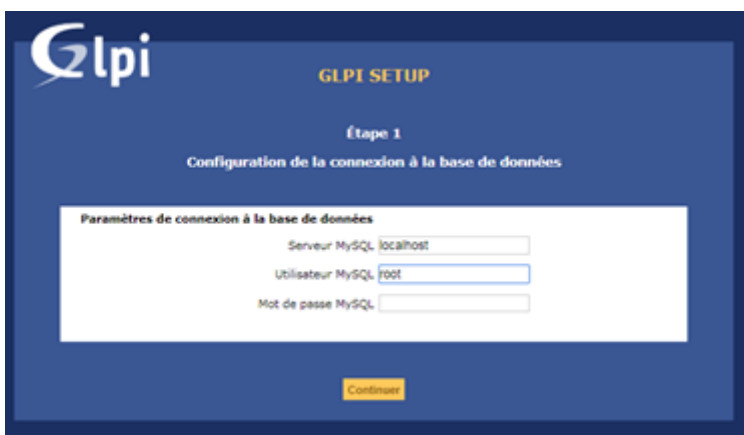 Glpi
GLPI SETUP
Étape 1
Configuration de la connexion à la base de données
Paramètres de connexion à la base de données
Serveur MySQL localhost
Utilisateur MySQL root
Mot de passe MySQL
Continuer